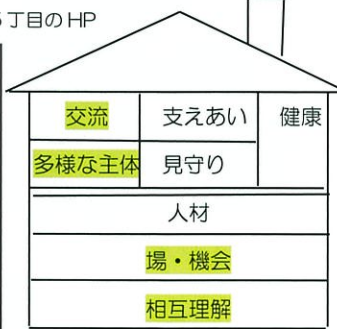 丁目のHP
交流 支えあい 健康
多様な主体 見守り
人材
場・機会
相互理解